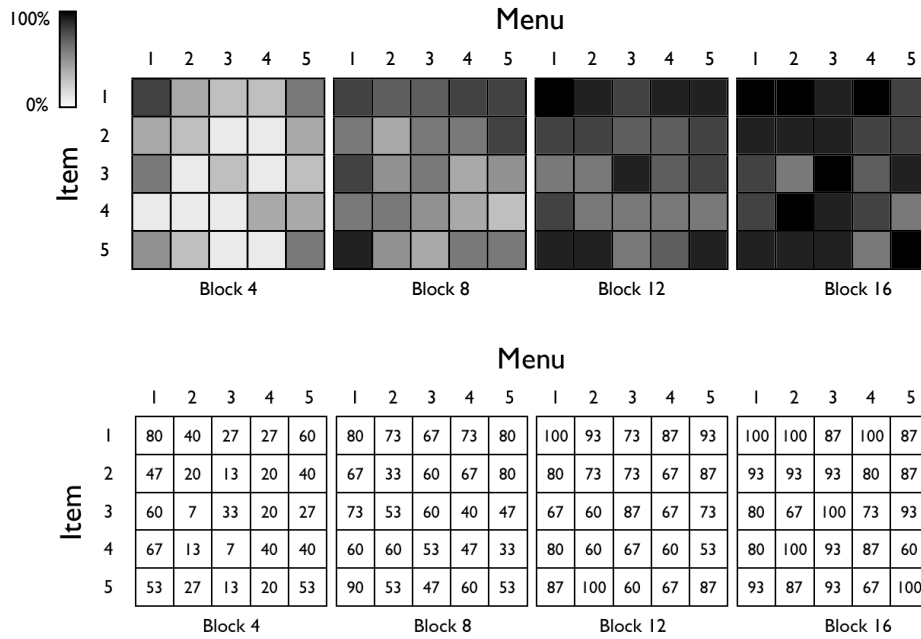 Menu
100%
0%
1 2 3 4 5 1 2 3 4 5 1 2 3 4 5 1 2 3 4 5
Item
1
2
3
4
5
Block 4 Block 8 Block 12 Block 16
Menu
1 2 3 4 5 1 2 3 4 5 1 2 3 4 5 1 2 3 4 5
Item
1 80 40 27 27 60 80 73 67 73 80 100 93 73 87 93 100 100 87 100 87
2 47 20 13 20 40 67 33 60 67 80 80 73 73 67 87 93 93 93 80 87
3 60 7 33 20 27 73 53 60 40 47 67 60 87 67 73 80 67 100 73 93
4 67 13 7 40 40 60 60 53 47 33 80 60 67 60 53 80 100 93 87 60
5 53 27 13 20 53 90 53 47 60 53 87 100 60 67 87 93 87 93 67 100
Block 4 Block 8 Block 12 Block 16